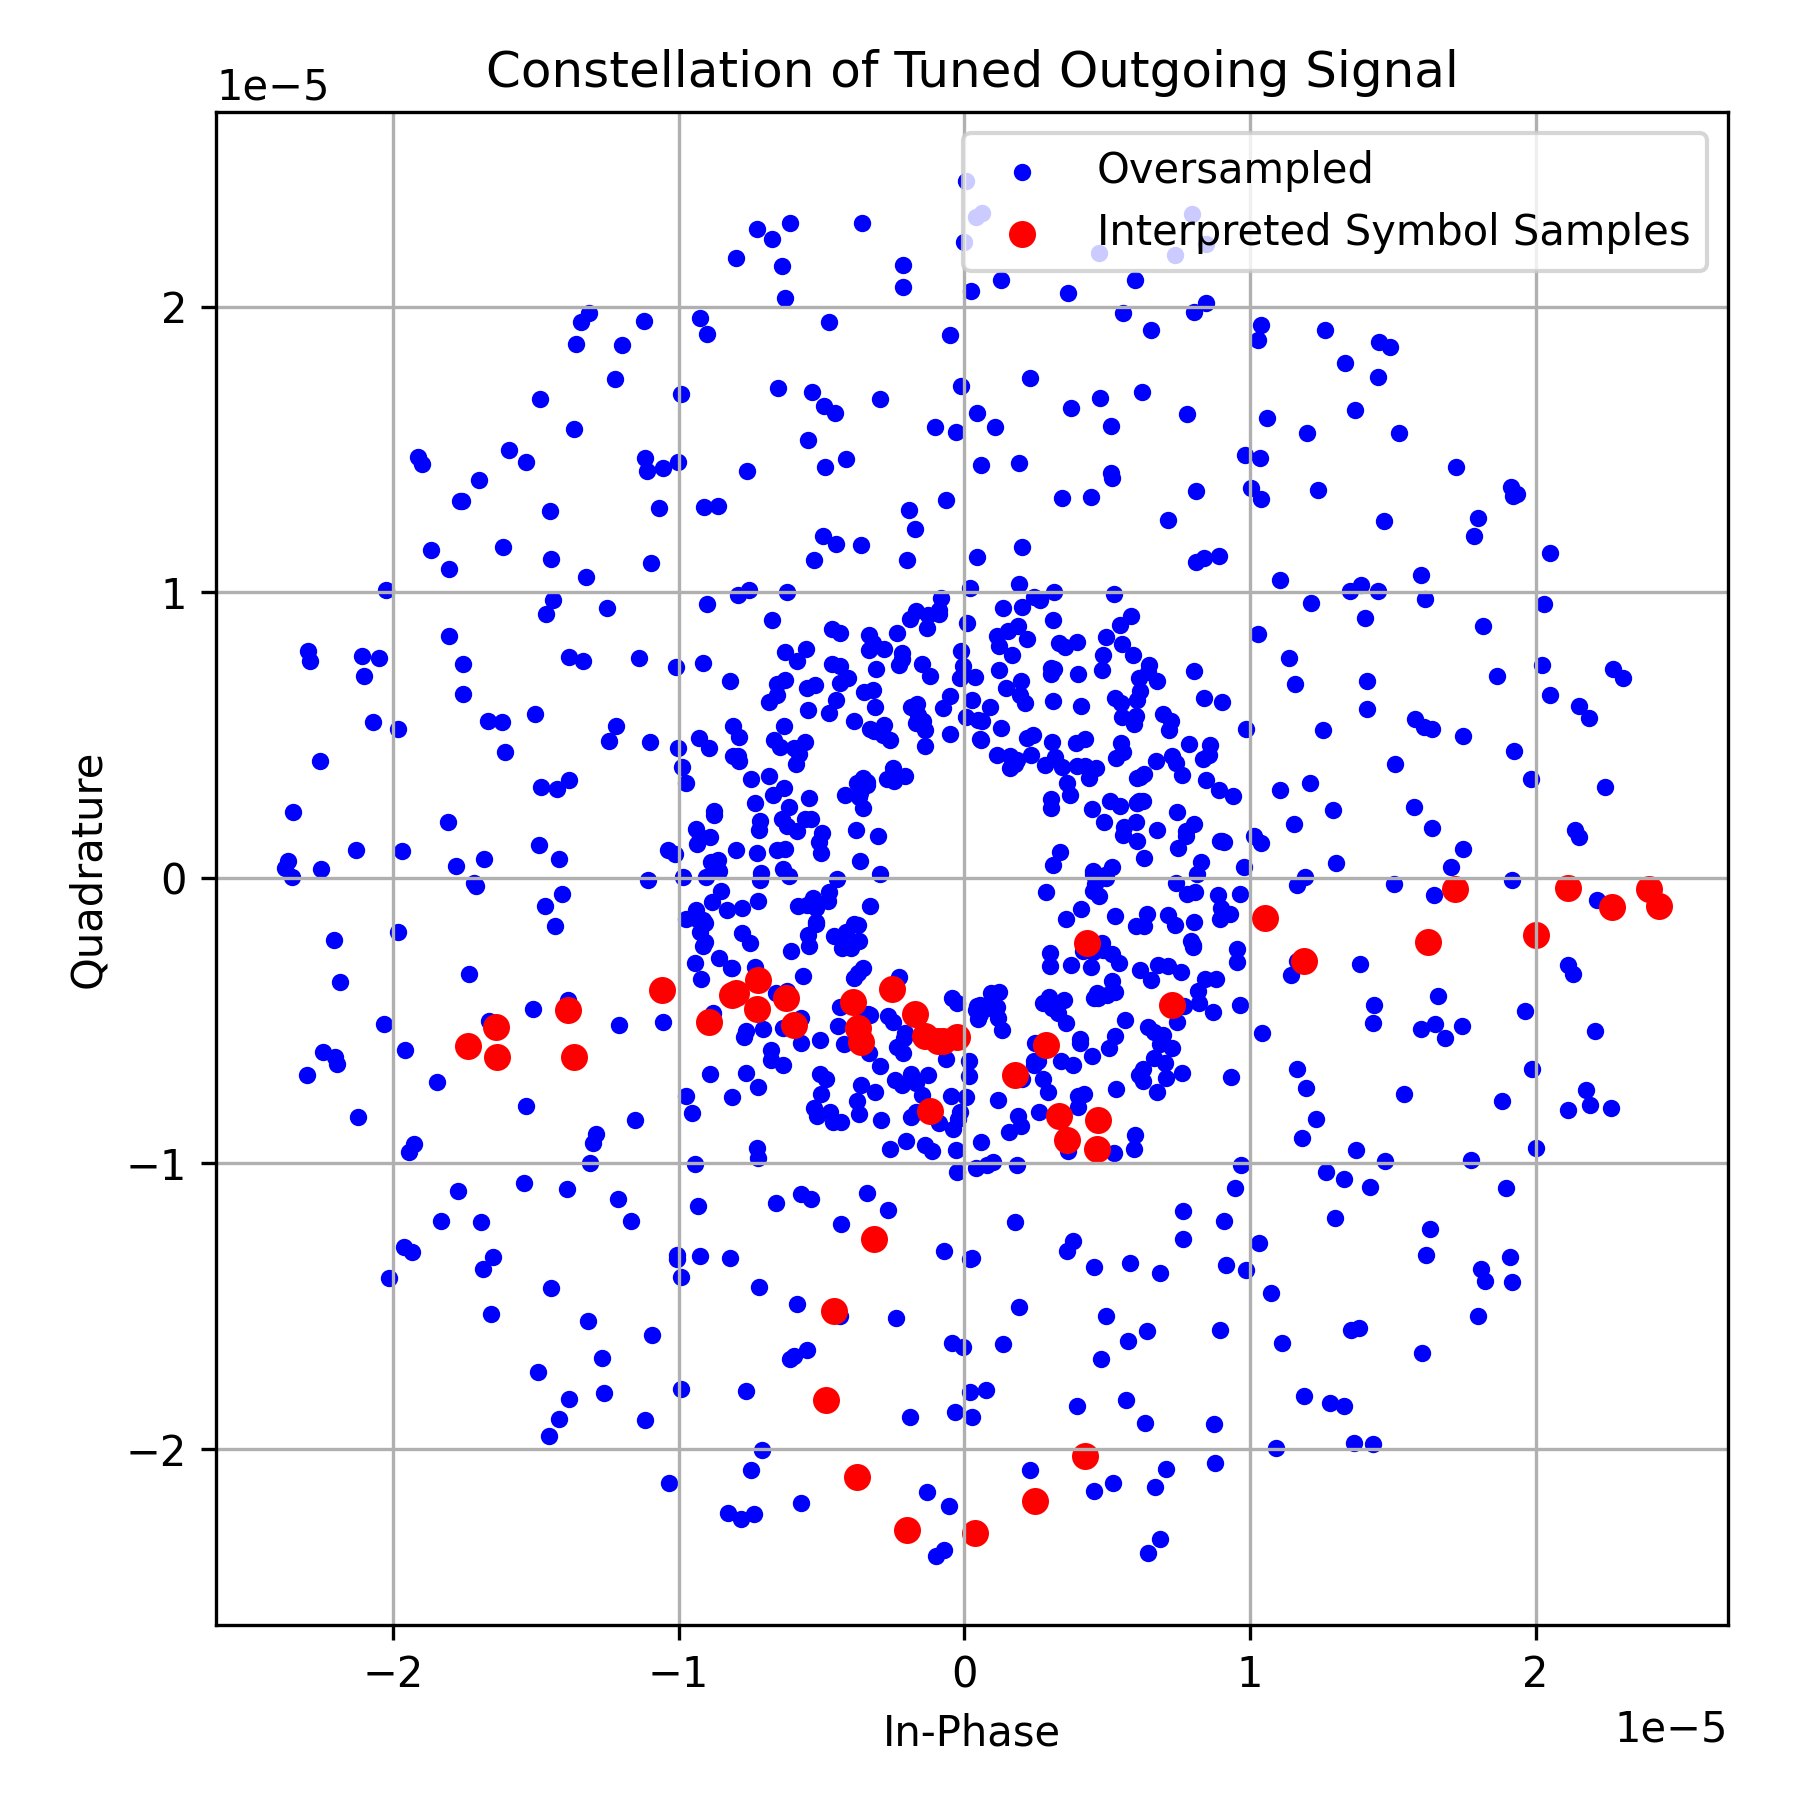 Constellation of Tuned Outgoing Signal
1e−5
Oversampled
Interpreted Symbol Samples
2
1
0
−1
−2
Quadrature
−2 −1 0 1 2
In-Phase
1e−5